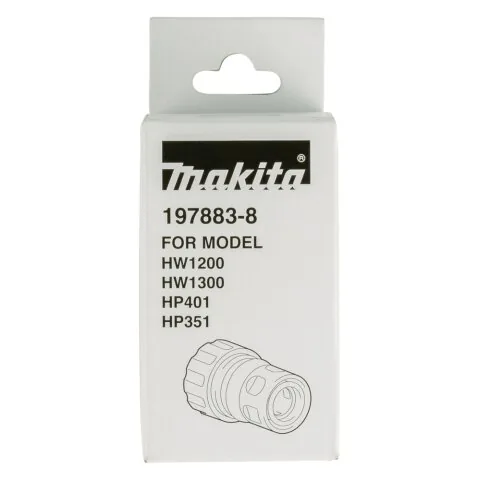 makita®
197883-8
FOR MODEL
HW1200
HW1300
HP401
HP351